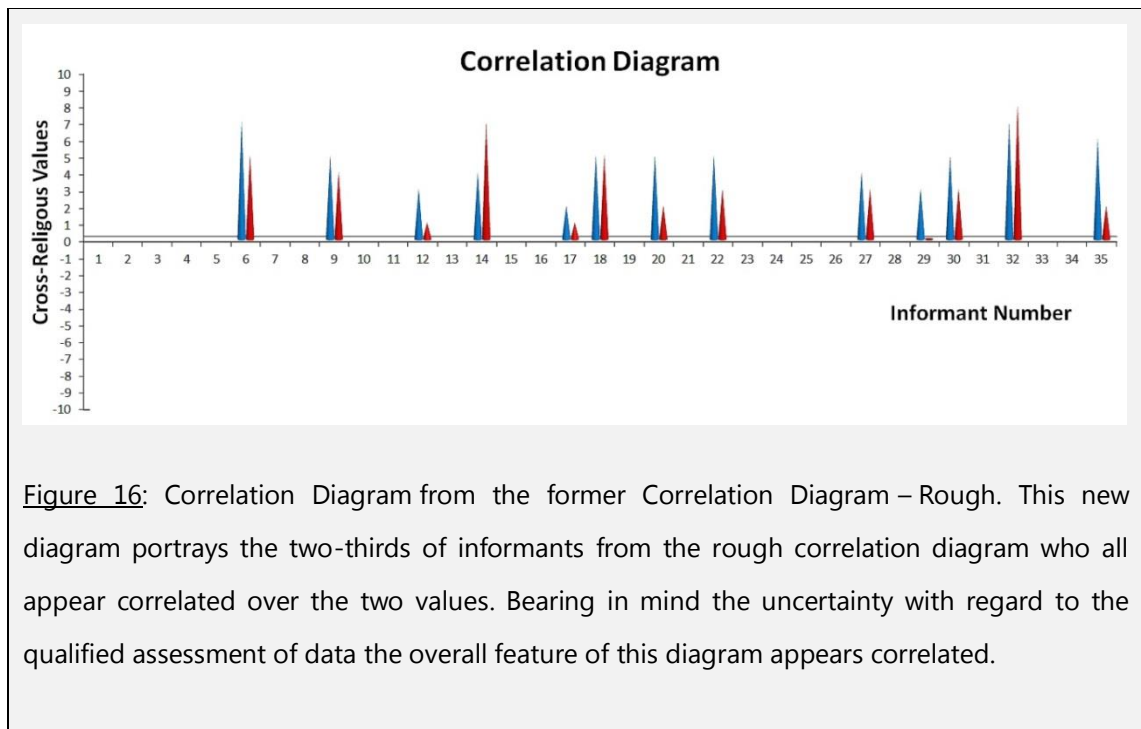 Correlation Diagram
Cross-Religous Values
10
9
8
7
6
5
4
3
2
1
0
-1
-2
-3
-4
-5
-6
-7
-8
-9
-10
1 2 3 4 5 6 7 8 9 10 11 12 13 14 15 16 17 18 19 20 21 22 23 24 25 26 27 28 29 30 31 32 33 34 35
Informant Number
Figure 16: Correlation Diagram from the former Correlation Diagram – Rough. This new
diagram portrays the two-thirds of informants from the rough correlation diagram who all
appear correlated over the two values. Bearing in mind the uncertainty with regard to the
qualified assessment of data the overall feature of this diagram appears correlated.